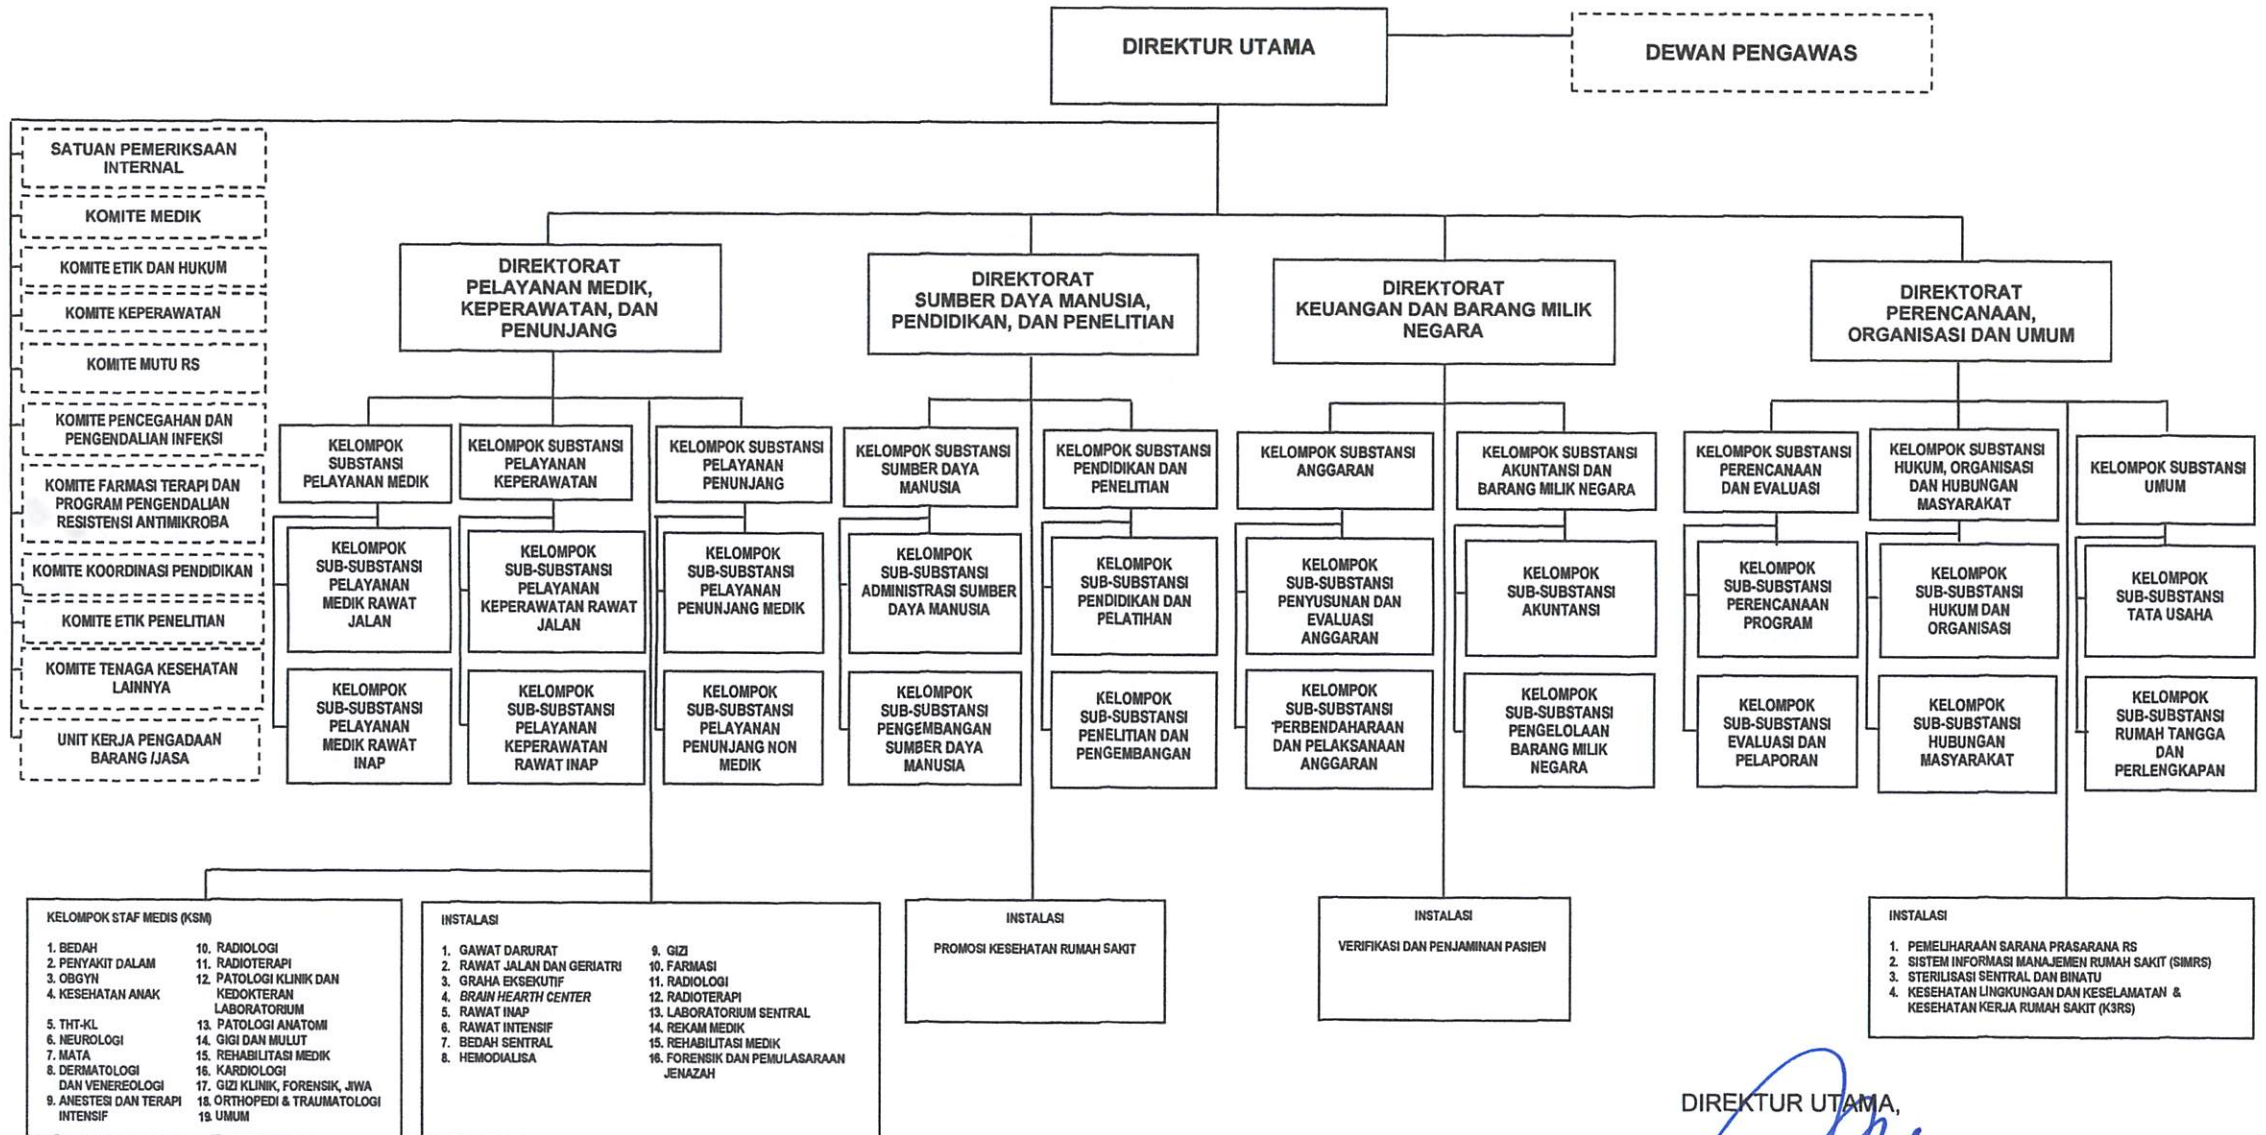 DIREKTUR UTAMA
DEWAN PENGAWAS
SATUAN PEMERIKSAAN
INTERNAL
KOMITE MEDIK
KOMITE ETIK DAN HUKUM
KOMITE KEPERAWATAN
KOMITE MUTU RS
KOMITE PENCEGAHAN DAN
PENGENDALIAN INFEKSI
KOMITE FARMASI TERAPI DAN
PROGRAM PENGENDALIAN
RESISTENSI ANTIMIKROBA
KOMITE KOORDINASI PENDIDIKAN
KOMITE ETIK PENELITIAN
KOMITE TENAGA KESEHATAN
LAINNYA
UNIT KERJA PENGADAAN
BARANG /JASA
DIREKTORAT
PELAYANAN MEDIK,
KEPERAWATAN, DAN
PENUNJANG
DIREKTORAT
SUMBER DAYA MANUSIA,
PENDIDIKAN, DAN PENELITIAN
DIREKTORAT
KEUANGAN DAN BARANG MILIK
NEGARA
DIREKTORAT
PERENCANAAN,
ORGANISASI DAN UMUM
KELOMPOK
SUBSTANSI
PELAYANAN MEDIK
KELOMPOK SUBSTANSI
PELAYANAN
KEPERAWATAN
KELOMPOK SUBSTANSI
PELAYANAN
PENUNJANG
KELOMPOK SUBSTANSI
SUMBER DAYA
MANUSIA
KELOMPOK SUBSTANSI
PENDIDIKAN DAN
PENELITIAN
KELOMPOK SUBSTANSI
ANGGARAN
KELOMPOK SUBSTANSI
AKUNTANSI DAN
BARANG MILIK NEGARA
KELOMPOK SUBSTANSI
PERENCANAAN
DAN EVALUASI
KELOMPOK SUBSTANSI
HUKUM, ORGANISASI
DAN HUBUNGAN
MASYARAKAT
KELOMPOK SUBSTANSI
UMUM
KELOMPOK
SUB-SUBSTANSI
PELAYANAN
MEDIK RAWAT
JALAN
KELOMPOK
SUB-SUBSTANSI
PELAYANAN
KEPERAWATAN RAWAT
JALAN
KELOMPOK
SUB-SUBSTANSI
PELAYANAN
PENUNJANG MEDIK
KELOMPOK
SUB-SUBSTANSI
ADMINISTRASI SUMBER
DAYA MANUSIA
KELOMPOK
SUB-SUBSTANSI
PENDIDIKAN DAN
PELATIHAN
KELOMPOK
SUB-SUBSTANSI
PENYUSUNAN DAN
EVALUASI
ANGGARAN
KELOMPOK
SUB-SUBSTANSI
AKUNTANSI
KELOMPOK
SUB-SUBSTANSI
PERENCANAAN
PROGRAM
KELOMPOK
SUB-SUBSTANSI
HUKUM DAN
ORGANISASI
KELOMPOK
SUB-SUBSTANSI
TATA USAHA
KELOMPOK
SUB-SUBSTANSI
PELAYANAN
MEDIK RAWAT
INAP
KELOMPOK
SUB-SUBSTANSI
PELAYANAN
KEPERAWATAN
RAWAT INAP
KELOMPOK
SUB-SUBSTANSI
PELAYANAN
PENUNJANG NON
MEDIK
KELOMPOK
SUB-SUBSTANSI
PENGEMBANGAN
SUMBER DAYA
MANUSIA
KELOMPOK
SUB-SUBSTANSI
PENELITIAN DAN
PENGEMBANGAN
KELOMPOK
SUB-SUBSTANSI
PERBENDAHARAAN
DAN PELAKSANAAN
ANGGARAN
KELOMPOK
SUB-SUBSTANSI
PENGELOLAAN
BARANG MILIK
NEGARA
KELOMPOK
SUB-SUBSTANSI
EVALUASI DAN
PELAPORAN
KELOMPOK
SUB-SUBSTANSI
HUBUNGAN
MASYARAKAT
KELOMPOK
SUB-SUBSTANSI
RUMAH TANGGA
DAN
PERLENGKAPAN
KELOMPOK STAF MEDIS (KSM)
1. BEDAH
2. PENYAKIT DALAM
3. OBGYN
4. KESEHATAN ANAK
5. THT-KL
6. NEUROLOGI
7. MATA
8. DERMATOLOGI
DAN VENEREOLOGI
9. ANESTESI DAN TERAPI
INTENSIF
10. RADIOLOGI
11. RADIOTERAPI
12. PATOLOGI KLINIK DAN
KEDOKTERAN
LABORATORIUM
13. PATOLOGI ANATOMI
14. GIGI DAN MULUT
15. REHABILITASI MEDIK
16. KARDIOLOGI
17. GIZI KLINIK, FORENSIK, JIWA
18. ORTHOPEDI & TRAUMATOLOGI
19. UMUM
INSTALASI
1. GAWAT DARURAT
2. RAWAT JALAN DAN GERIATRI
3. GRAHA EKSEKUTIF
4. BRAIN HEARTH CENTER
5. RAWAT INAP
6. RAWAT INTENSIF
7. BEDAH SENTRAL
8. HEMODIALISA
9. GIZI
10. FARMASI
11. RADIOLOGI
12. RADIOTERAPI
13. LABORATORIUM SENTRAL
14. REKAM MEDIK
15. REHABILITASI MEDIK
16. FORENSIK DAN PEMULASARAAN
JENAZAH
INSTALASI
PROMOSI KESEHATAN RUMAH SAKIT
INSTALASI
VERIFIKASI DAN PENJAMINAN PASIEN
INSTALASI
1. PEMELIHARAAN SARANA PRASARANA RS
2. SISTEM INFORMASI MANAJEMEN RUMAH SAKIT (SIMRS)
3. STERILISASI SENTRAL DAN BINATU
4. KESEHATAN LINGKUNGAN DAN KESELAMATAN &
KESEHATAN KERJA RUMAH SAKIT (K3RS)
DIREKTUR UTAMA,